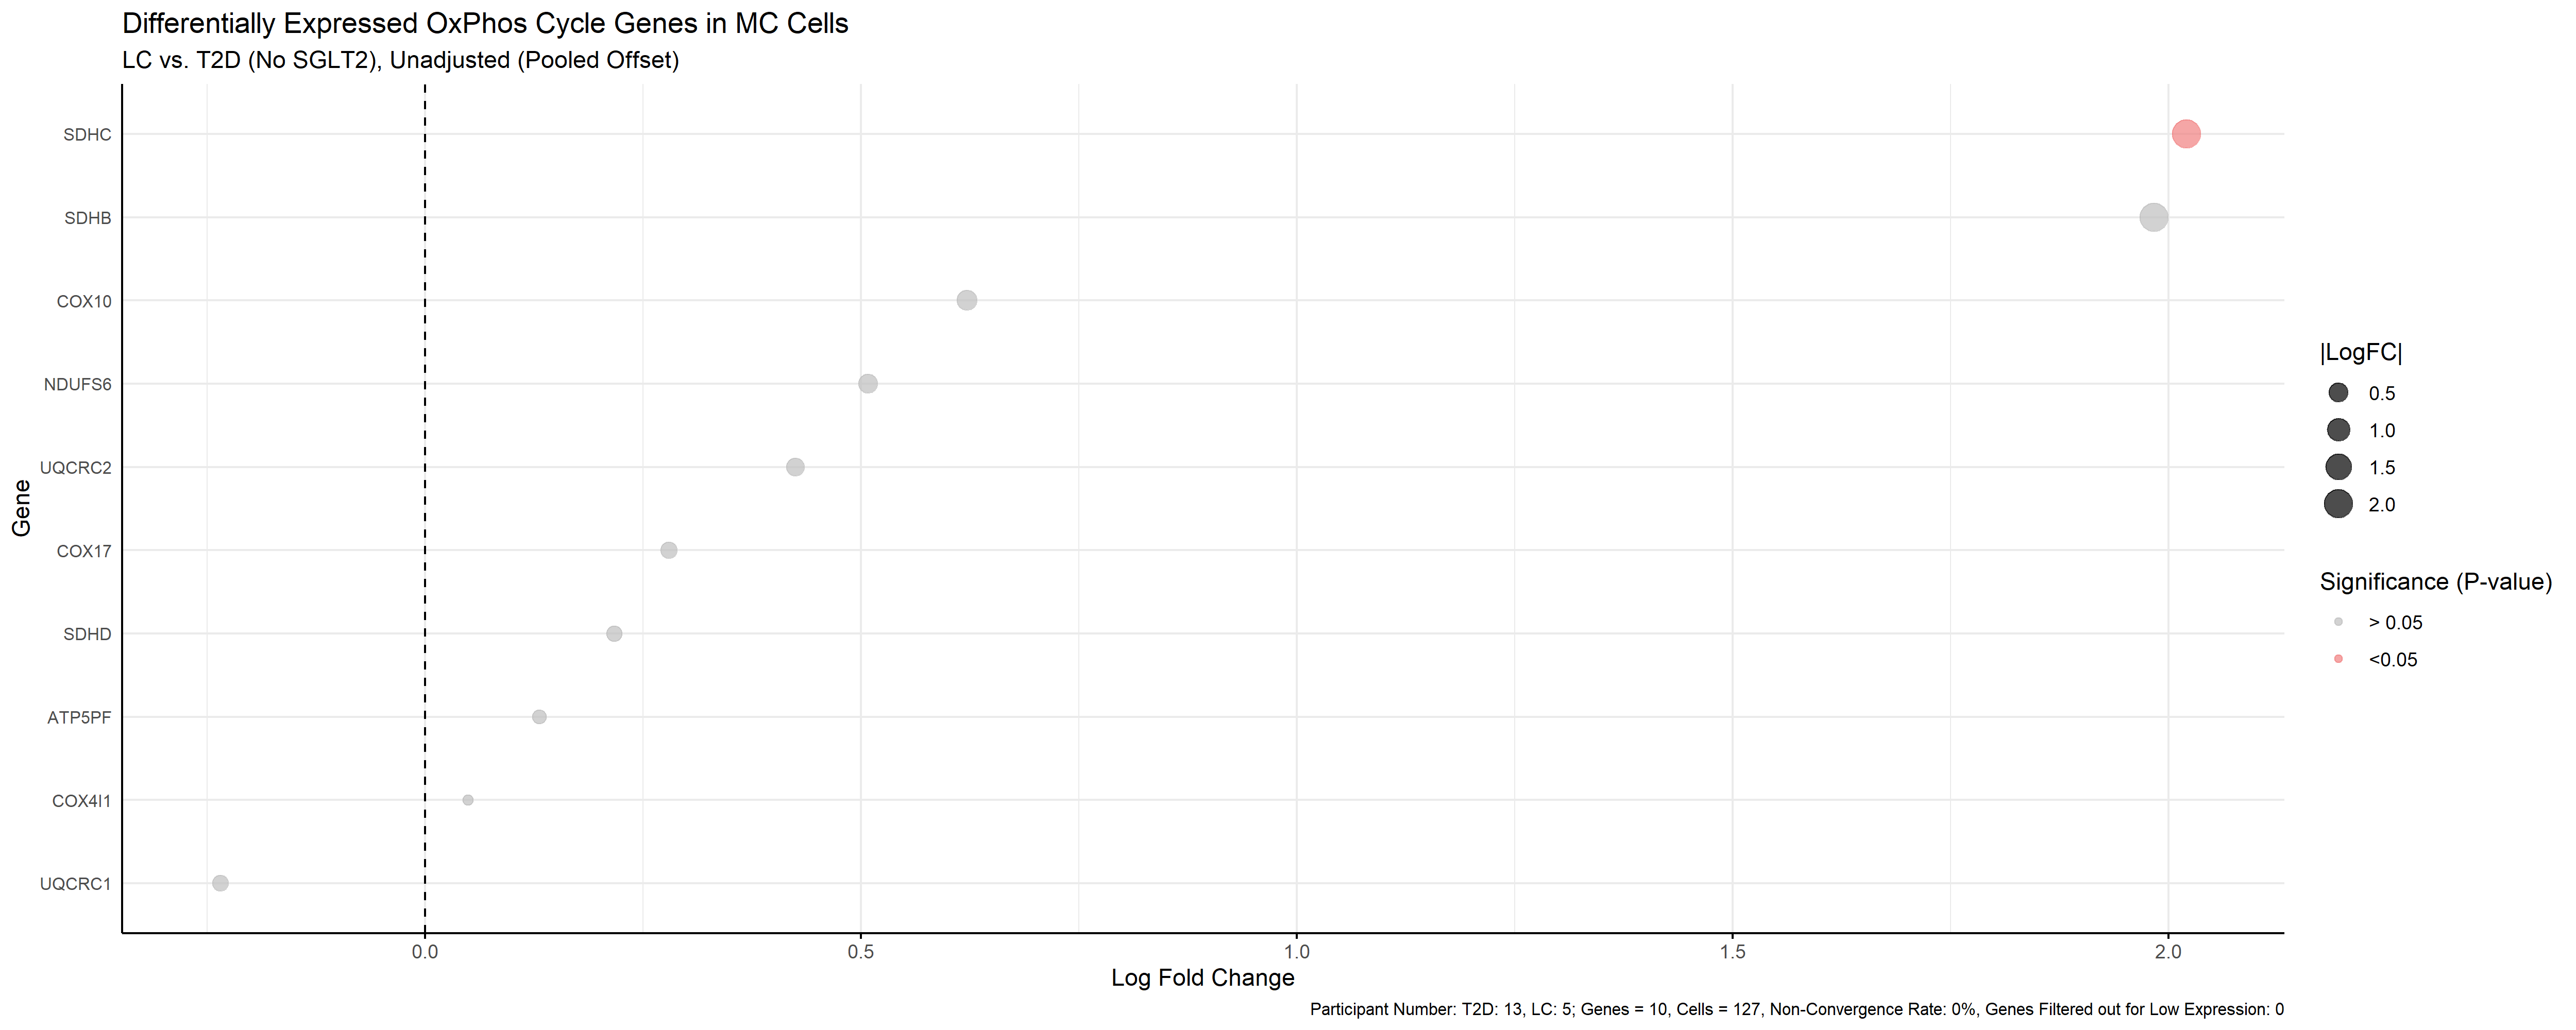 Differentially Expressed OxPhos Cycle Genes in MC Cells
LC vs. T2D (No SGLT2), Unadjusted (Pooled Offset)
Gene
SDHC
SDHB
COX10
NDUFS6
UQCRC2
COX17
SDHD
ATP5PF
COX4I1
UQCRC1
0.0
0.5
1.0
1.5
2.0
Log Fold Change
|LogFC|
0.5
1.0
1.5
2.0
Significance (P-value)
> 0.05
<0.05
Participant Number: T2D: 13, LC: 5; Genes = 10, Cells = 127, Non-Convergence Rate: 0%, Genes Filtered out for Low Expression: 0